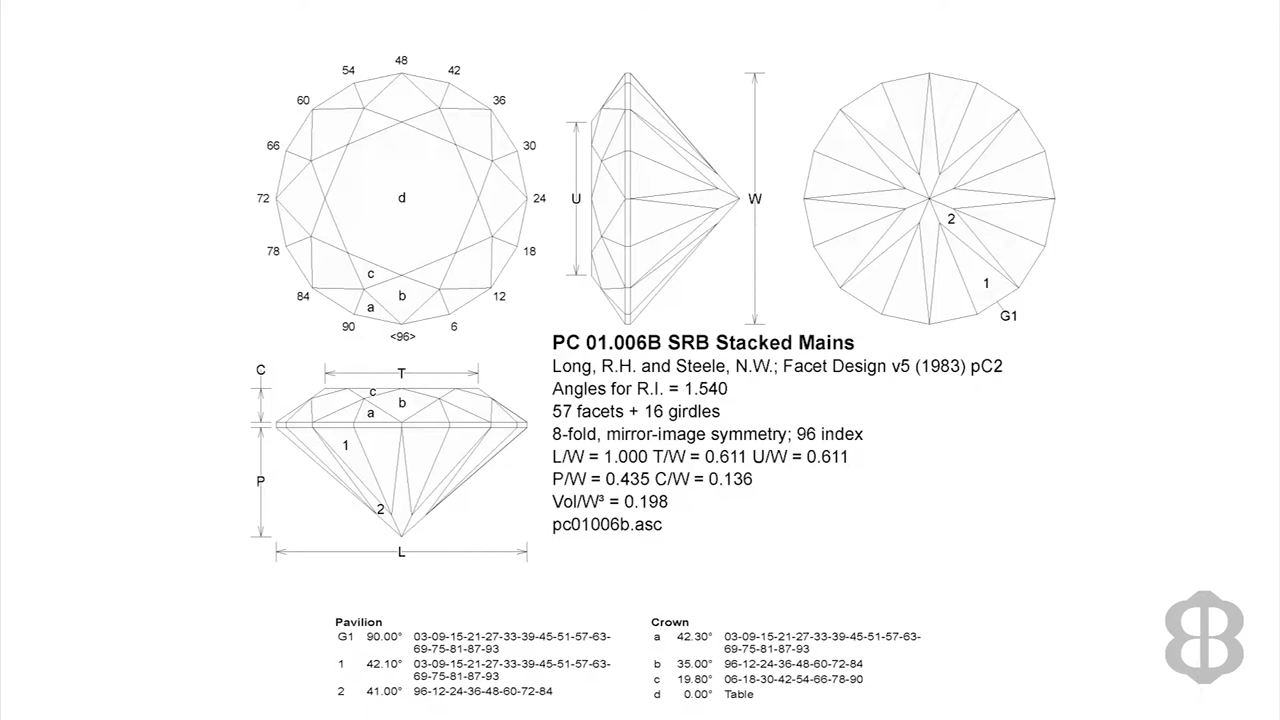 48
54 42
60 36
66 30
72 d 24
78 18
c
84 b 12
a
90 6
<96>
U
W
2
1
G1
PC 01.006B SRB Stacked Mains
Long, R.H. and Steele, N.W.; Facet Design v5 (1983) pC2
Angles for R.I. = 1.540
57 facets + 16 girdles
8-fold, mirror-image symmetry; 96 index
L/W = 1.000 T/W = 0.611 U/W = 0.611
P/W = 0.435 C/W = 0.136
Vol/W³ = 0.198
pc01006b.asc
C
T
c
b
a
1
P
2
L
Pavilion
G1 90.00° 03-09-15-21-27-33-39-45-51-57-63-
69-75-81-87-93
1 42.10° 03-09-15-21-27-33-39-45-51-57-63-
69-75-81-87-93
2 41.00° 96-12-24-36-48-60-72-84
Crown
a 42.30° 03-09-15-21-27-33-39-45-51-57-63-
69-75-81-87-93
b 35.00° 96-12-24-36-48-60-72-84
c 19.80° 06-18-30-42-54-66-78-90
d 0.00° Table